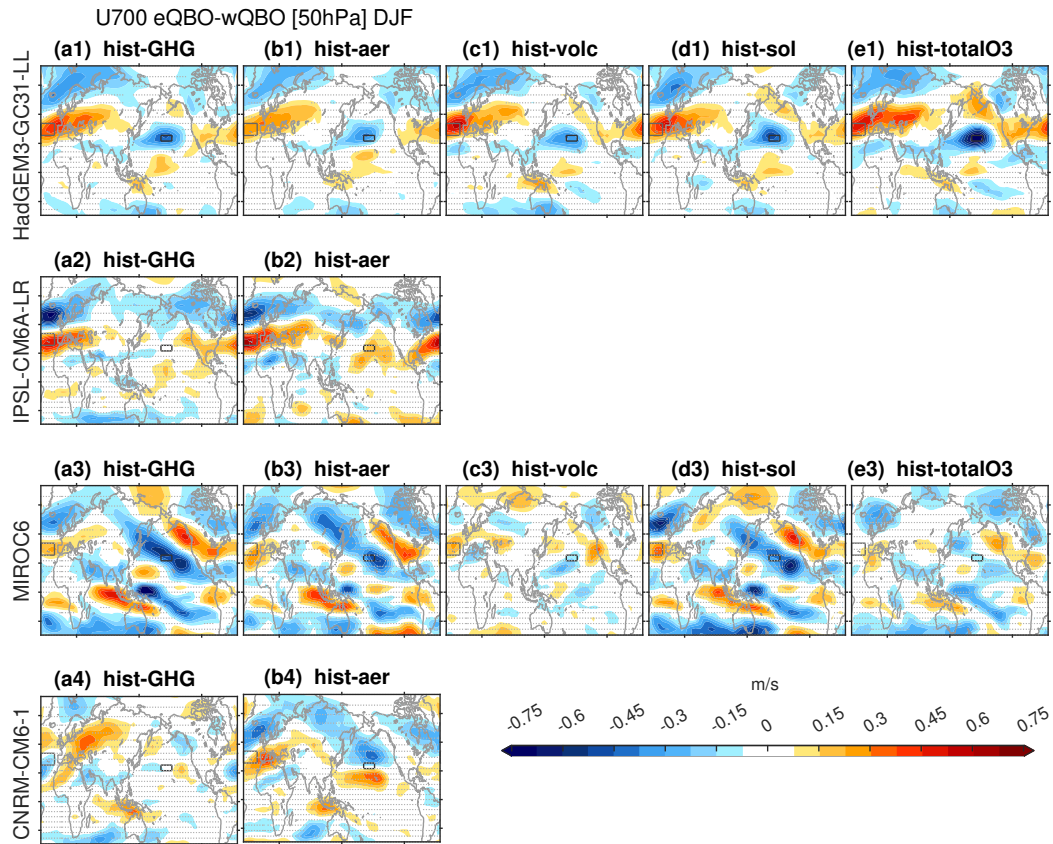 U700 eQBO-wQBO [50hPa] DJF
(a1) hist-GHG
(b1) hist-aer
(c1) hist-volc
(d1) hist-sol
(e1) hist-totalO3
HadGEM3-GC31-LL
(a2) hist-GHG
(b2) hist-aer
IPSL-CM6A-LR
(a3) hist-GHG
(b3) hist-aer
(c3) hist-volc
(d3) hist-sol
(e3) hist-totalO3
MIROC6
(a4) hist-GHG
(b4) hist-aer
CNRM-CM6-1
m/s
-0.75 -0.6 -0.45 -0.3 -0.15 0 0.15 0.3 0.45 0.6 0.75